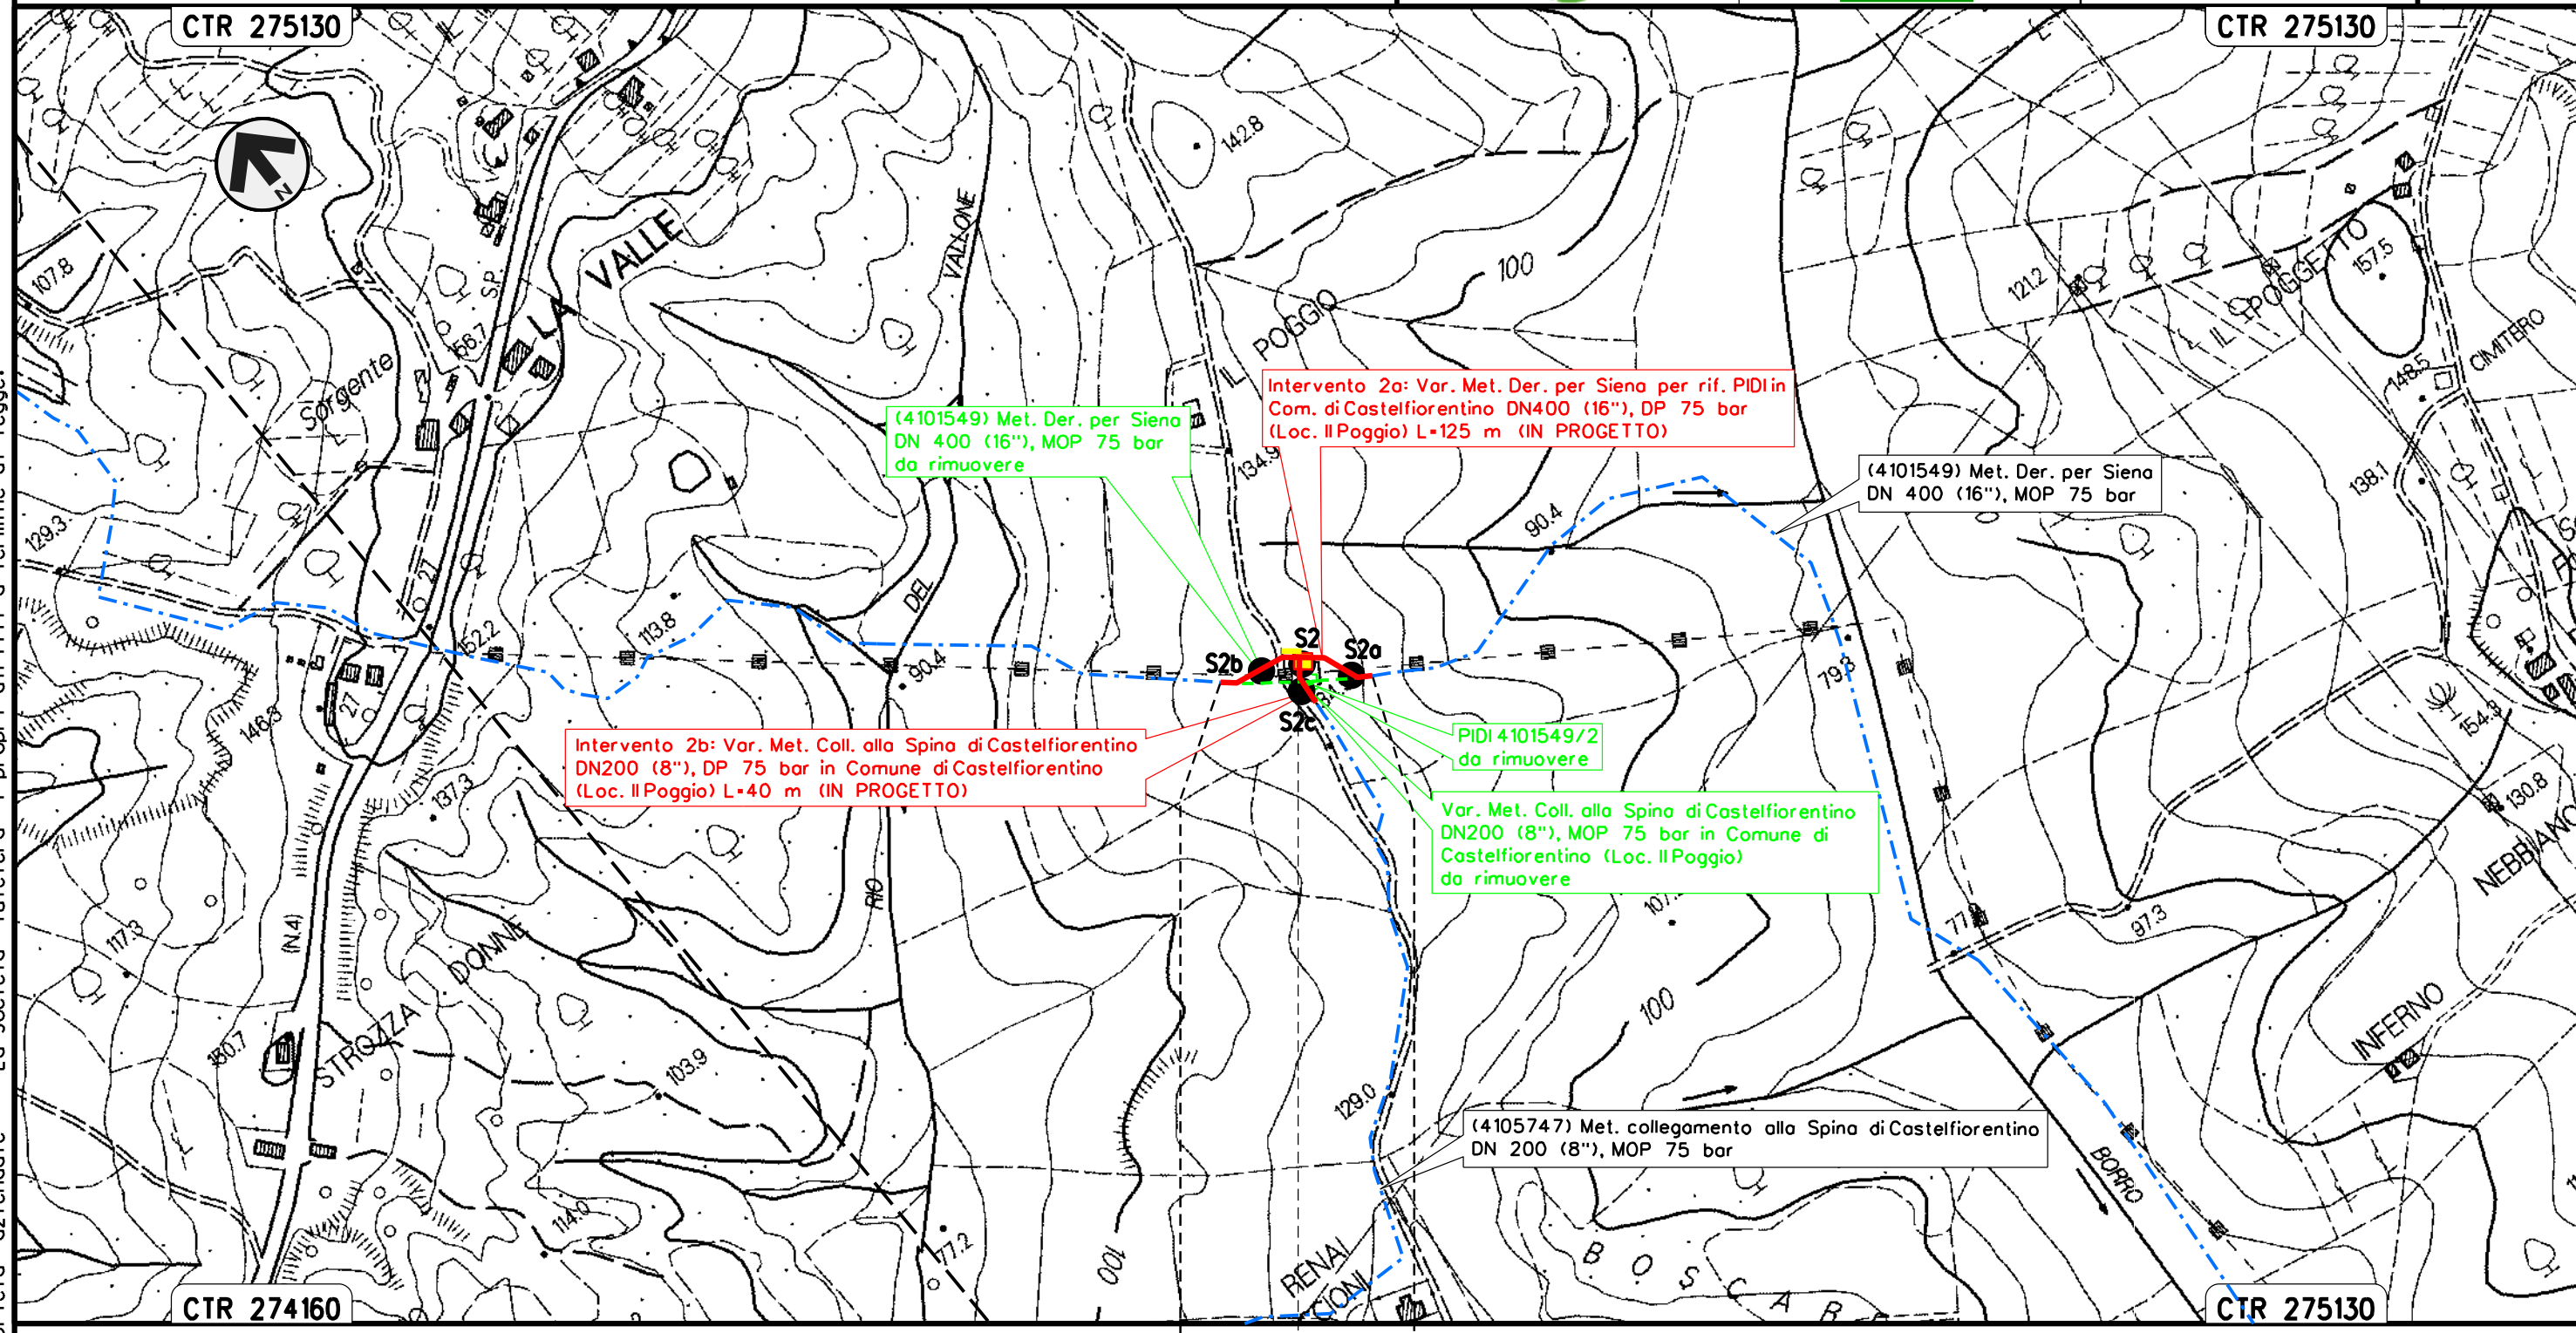 CTR 275130
CTR 275130
N
142.8
VALLONE
LA VALLE
SP
107.8
156.7
Sorgente
IL POGGIO
100
121.2
IL POGGETTO
157.5
CIMITERO
148.5
138.1
134.9
(4101549) Met. Der. per Siena
DN 400 (16"), MOP 75 bar
da rimuovere
Intervento 2a: Var. Met. Der. per Siena per rif. PIDI in
Com. di Castelfiorentino DN400 (16"), DP 75 bar
(Loc. Il Poggio) L=125 m (IN PROGETTO)
(4101549) Met. Der. per Siena
DN 400 (16"), MOP 75 bar
129.3
90.4
27
DEL
113.8
152.2
90.4
S2b
S2
S2a
S2c
79.3
27
146.3
137.3
Intervento 2b: Var. Met. Coll. alla Spina di Castelfiorentino
DN200 (8"), DP 75 bar in Comune di Castelfiorentino
(Loc. Il Poggio) L=40 m (IN PROGETTO)
PIDI 4101549/2
da rimuovere
Var. Met. Coll. alla Spina di Castelfiorentino
DN200 (8"), MOP 75 bar in Comune di
Castelfiorentino (Loc. Il Poggio)
da rimuovere
154.3
130.8
NEBBIANO
RIO
(N.4)
117.3
STROZZA DONNE
97.3
150.7
103.9
100
INFERNO
129.0
(4105747) Met. collegamento alla Spina di Castelfiorentino
DN 200 (8"), MOP 75 bar
BORRO
114.0
77.2
100
RENAI
CIONI
BOSCAR
CTR 274160
CTR 275130